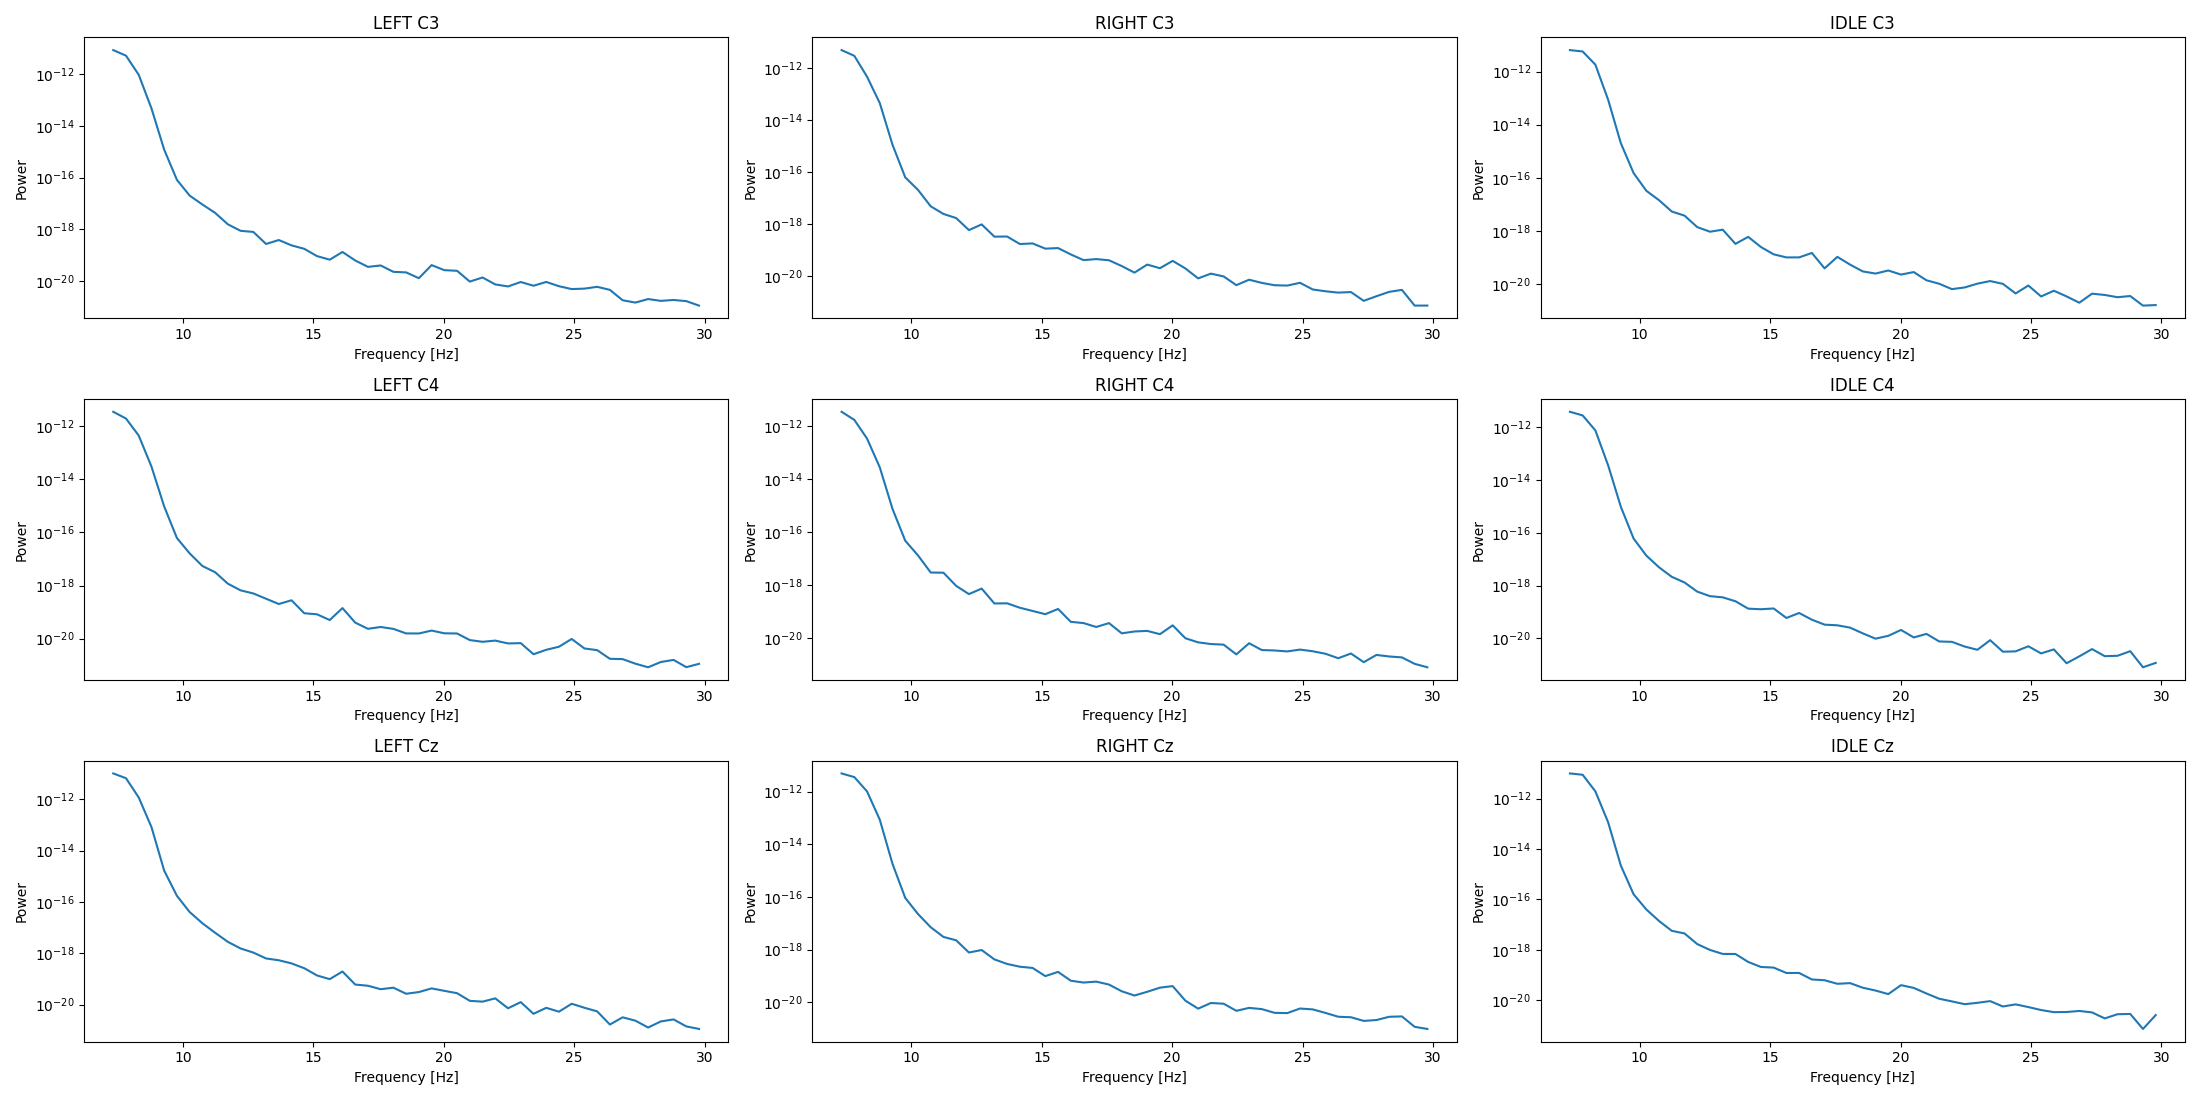 LEFT C3
RIGHT C3
IDLE C3
Power
10⁻¹²
10⁻¹⁴
10⁻¹⁶
10⁻¹⁸
10⁻²⁰
10 15 20 25 30
Frequency [Hz]
Power
10⁻¹²
10⁻¹⁴
10⁻¹⁶
10⁻¹⁸
10⁻²⁰
10 15 20 25 30
Frequency [Hz]
Power
10⁻¹²
10⁻¹⁴
10⁻¹⁶
10⁻¹⁸
10⁻²⁰
10 15 20 25 30
Frequency [Hz]
LEFT C4
RIGHT C4
IDLE C4
Power
10⁻¹²
10⁻¹⁴
10⁻¹⁶
10⁻¹⁸
10⁻²⁰
10 15 20 25 30
Frequency [Hz]
Power
10⁻¹²
10⁻¹⁴
10⁻¹⁶
10⁻¹⁸
10⁻²⁰
10 15 20 25 30
Frequency [Hz]
Power
10⁻¹²
10⁻¹⁴
10⁻¹⁶
10⁻¹⁸
10⁻²⁰
10 15 20 25 30
Frequency [Hz]
LEFT Cz
RIGHT Cz
IDLE Cz
Power
10⁻¹²
10⁻¹⁴
10⁻¹⁶
10⁻¹⁸
10⁻²⁰
10 15 20 25 30
Frequency [Hz]
Power
10⁻¹²
10⁻¹⁴
10⁻¹⁶
10⁻¹⁸
10⁻²⁰
10 15 20 25 30
Frequency [Hz]
Power
10⁻¹²
10⁻¹⁴
10⁻¹⁶
10⁻¹⁸
10⁻²⁰
10 15 20 25 30
Frequency [Hz]